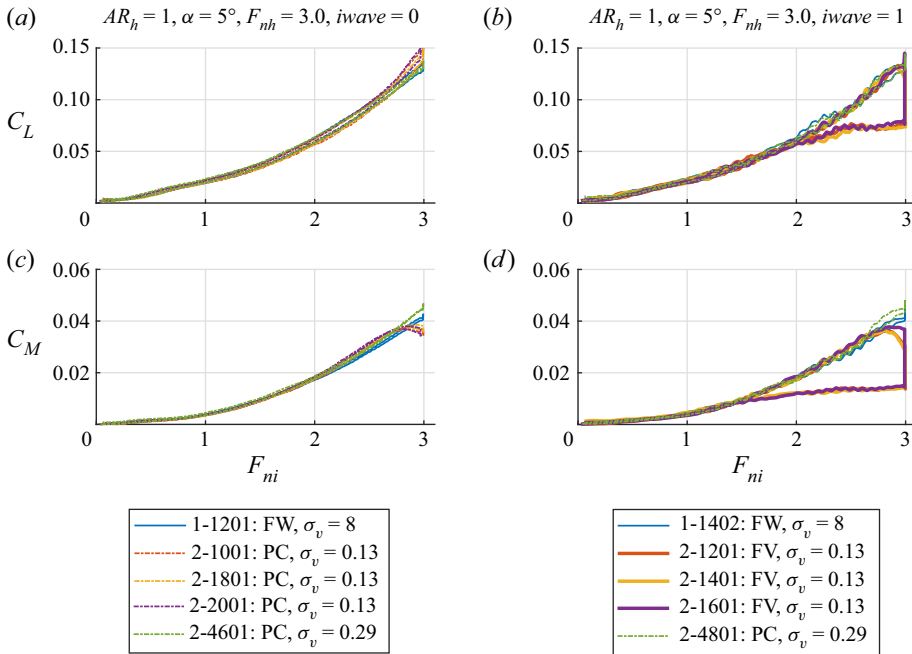 (a) AR_h = 1, α = 5°, F_nh = 3.0, iwave = 0
(b) AR_h = 1, α = 5°, F_nh = 3.0, iwave = 1
0.15
0.10
C_L
0.05
0 1 2 3
0.15
0.10
0.05
0 1 2 3
(c)
0.06
0.04
C_M
0.02
0 1 2 3
F_ni
(d)
0.06
0.04
0.02
0 1 2 3
F_ni
1-1201: FW, σ_v = 8
2-1001: PC, σ_v = 0.13
2-1801: PC, σ_v = 0.13
2-2001: PC, σ_v = 0.13
2-4601: PC, σ_v = 0.29
1-1402: FW, σ_v = 8
2-1201: FV, σ_v = 0.13
2-1401: FV, σ_v = 0.13
2-1601: FV, σ_v = 0.13
2-4801: PC, σ_v = 0.29